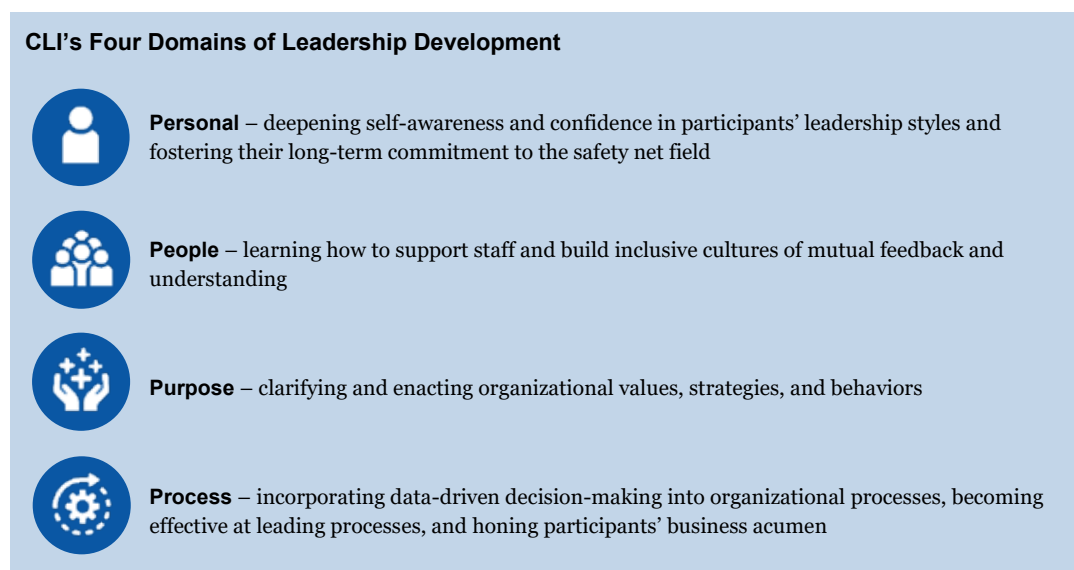 CLI’s Four Domains of Leadership Development
Personal – deepening self-awareness and confidence in participants’ leadership styles and
fostering their long-term commitment to the safety net field
People – learning how to support staff and build inclusive cultures of mutual feedback and
understanding
Purpose – clarifying and enacting organizational values, strategies, and behaviors
Process – incorporating data-driven decision-making into organizational processes, becoming
effective at leading processes, and honing participants’ business acumen